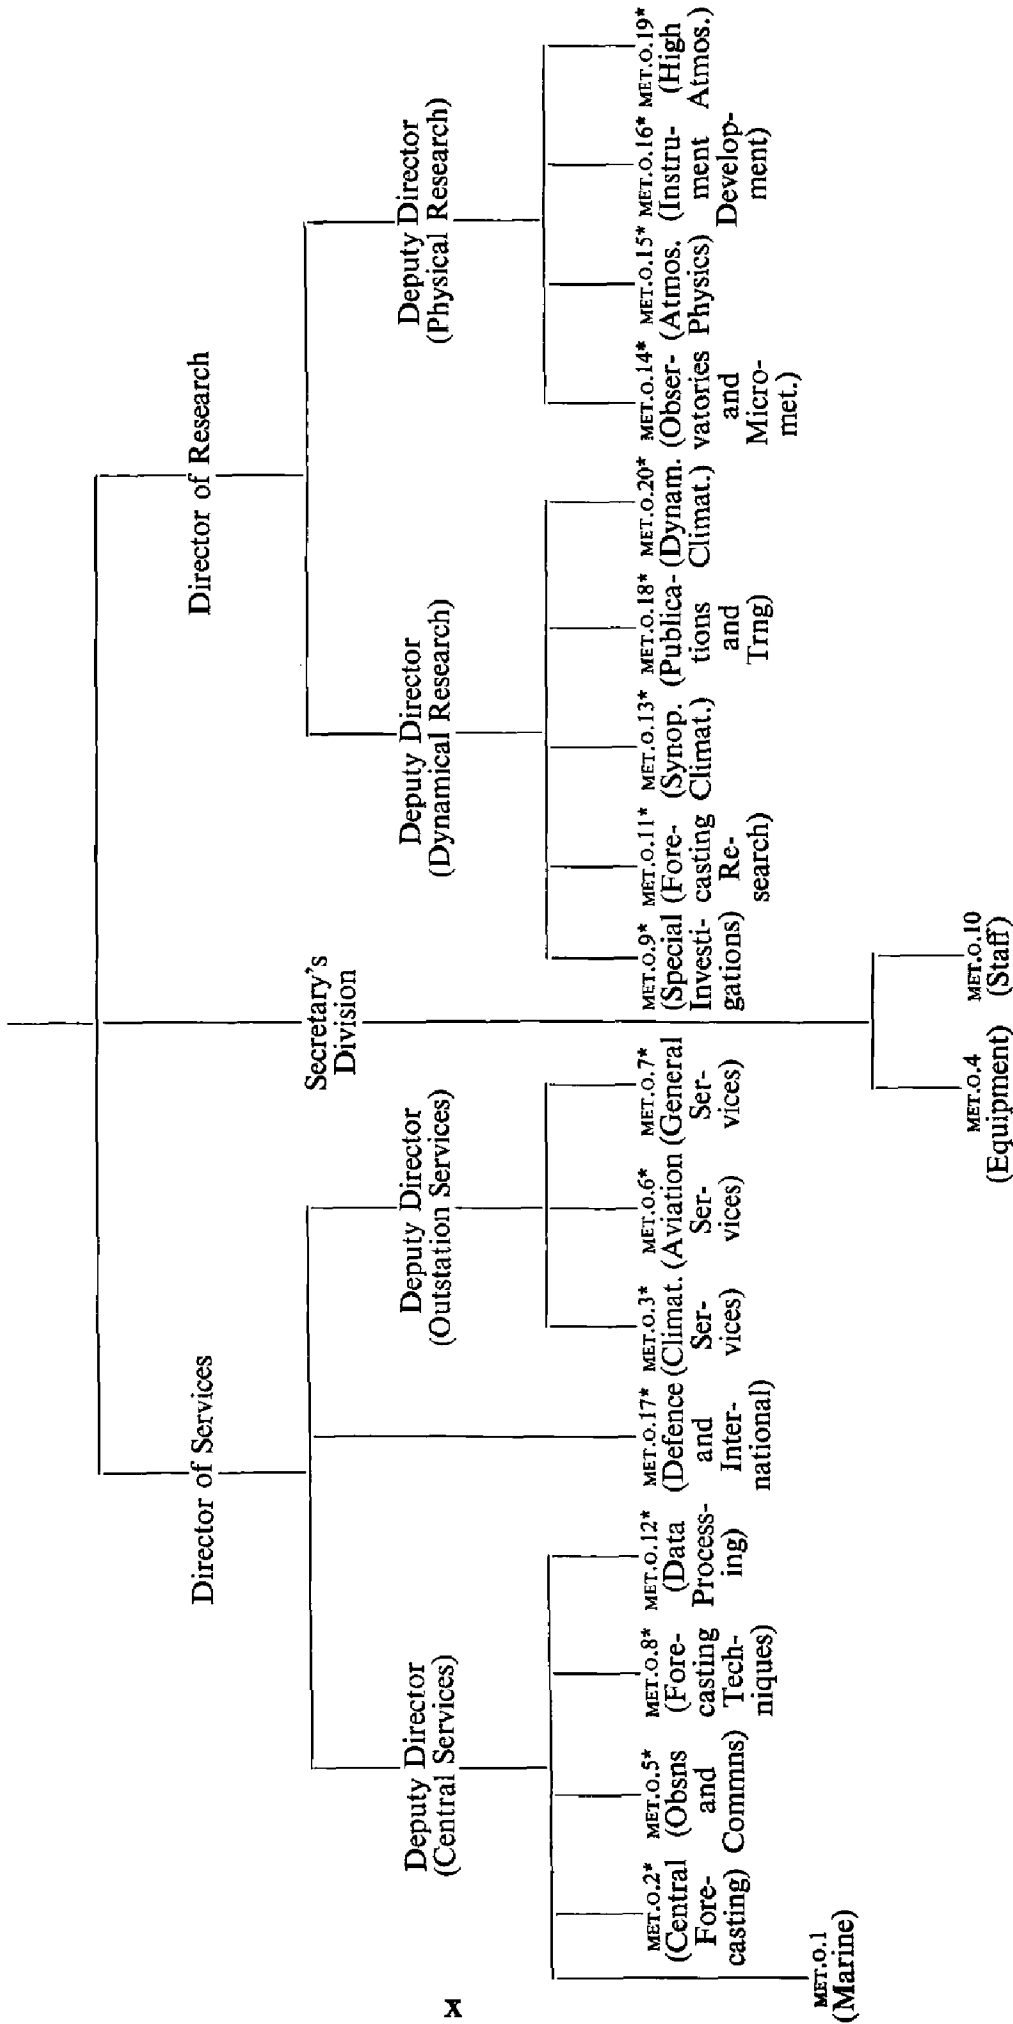 Director of Services
Director of Research
Secretary's
Division
Deputy Director
(Central Services)
Deputy Director
(Outstation Services)
Deputy Director
(Dynamical Research)
Deputy Director
(Physical Research)
MET.O.1
(Marine)
MET.O.2*
(Central
Fore-
casting)
MET.O.5*
(Obsns
and
Commns)
MET.O.8*
(Fore-
casting
Tech-
niques)
MET.O.12*
(Data
Process-
ing)
MET.O.17*
(Defence
and
Inter-
national)
MET.O.3*
(Climat.
Ser-
vices)
MET.O.6*
(Aviation
Ser-
vices)
MET.O.7*
(General
Ser-
vices)
MET.O.9*
(Special
Investi-
gations)
MET.O.11*
(Fore-
casting
Re-
search)
MET.O.13*
(Synop.
Climat.)
MET.O.18*
(Publica-
tions
and
Trng)
MET.O.20*
(Dynam.
Climat.)
MET.O.14*
(Obser-
vatories
and
Micro-
met.)
MET.O.15*
(Atmos.
Physics)
MET.O.16*
(Instru-
ment
Develop-
ment)
MET.O.19*
(High
Atmos.)
MET.O.4
(Equipment)
MET.O.10
(Staff)
x